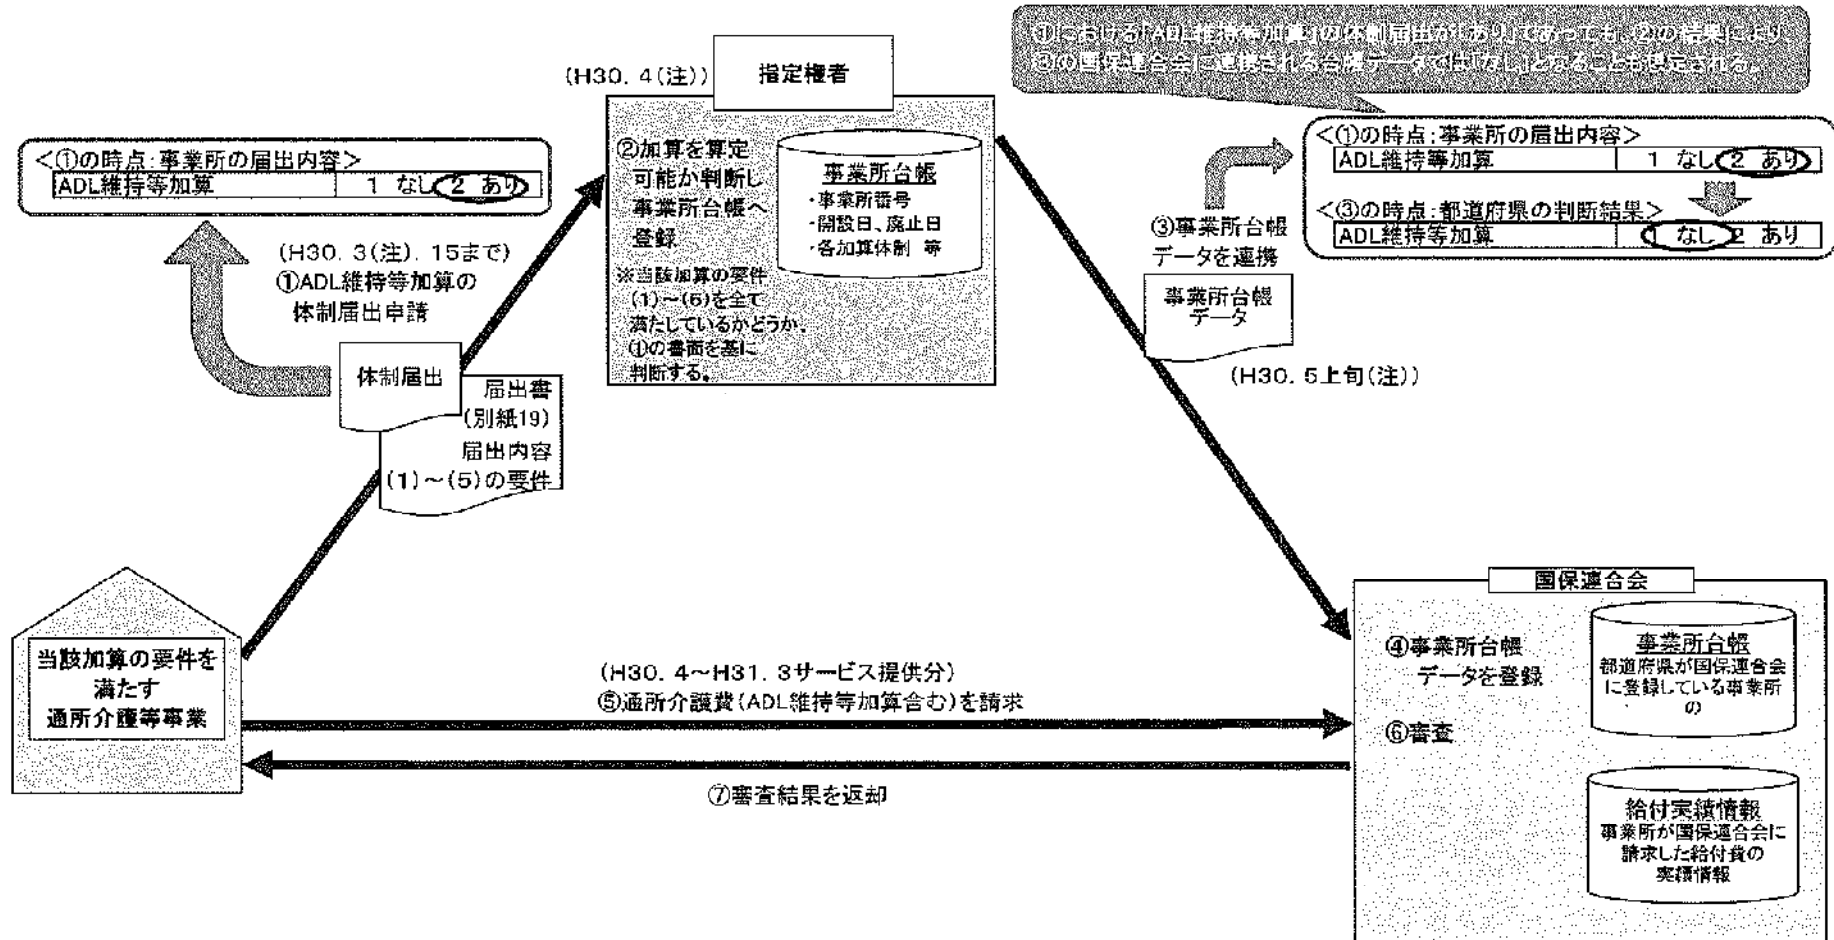 ①における「ADL維持等加算」の体制届出が「あり」であっても、②の結果により
③の国保連合会に連携される台帳データでは「なし」となることも想定される。
(H30. 4(注))
指定権者
<①の時点:事業所の届出内容>
ADL維持等加算 1 なし 2 あり
②加算を算定
可能か判断し
事業所台帳へ
登録
※当該加算の要件
(1)~(5)を全て
満たしているかどうか、
①の書面を基に
判断する。
事業所台帳
・事業所番号
・開設日、廃止日
・各加算体制 等
<①の時点:事業所の届出内容>
ADL維持等加算 1 なし 2 あり
<③の時点:都道府県の判断結果>
ADL維持等加算 1 なし 2 あり
③事業所台帳
データを連携
事業所台帳
データ
(H30. 5上旬(注))
(H30. 3(注). 15まで)
①ADL維持等加算の
体制届出申請
体制届出
届出書
(別紙19)
届出内容
(1)~(5)の要件
当該加算の要件を
満たす
通所介護等事業
(H30. 4~H31. 3サービス提供分)
⑤通所介護費(ADL維持等加算含む)を請求
⑦審査結果を返却
国保連合会
④事業所台帳
データを登録
⑥審査
事業所台帳
都道府県が国保連合会
に登録している事業所
の
給付実績情報
事業所が国保連合会に
請求した給付費の
実績情報